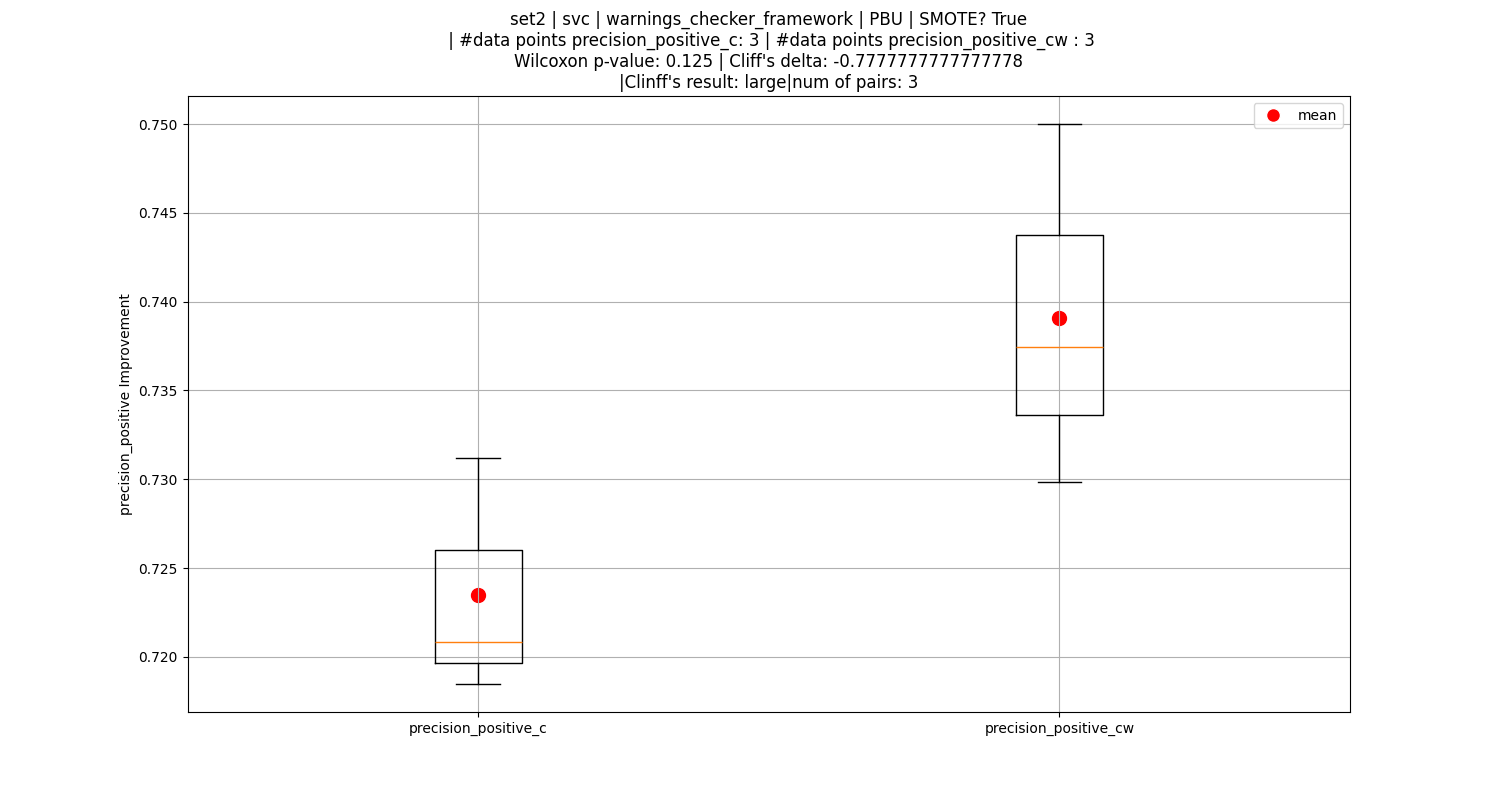 set2 | svc | warnings_checker_framework | PBU | SMOTE? True
| #data points precision_positive_c: 3 | #data points precision_positive_cw : 3
Wilcoxon p-value: 0.125 | Cliff's delta: -0.7777777777777778
|Clinff's result: large|num of pairs: 3
mean
0.750
0.745
0.740
0.735
0.730
0.725
0.720
precision_positive Improvement
precision_positive_c
precision_positive_cw